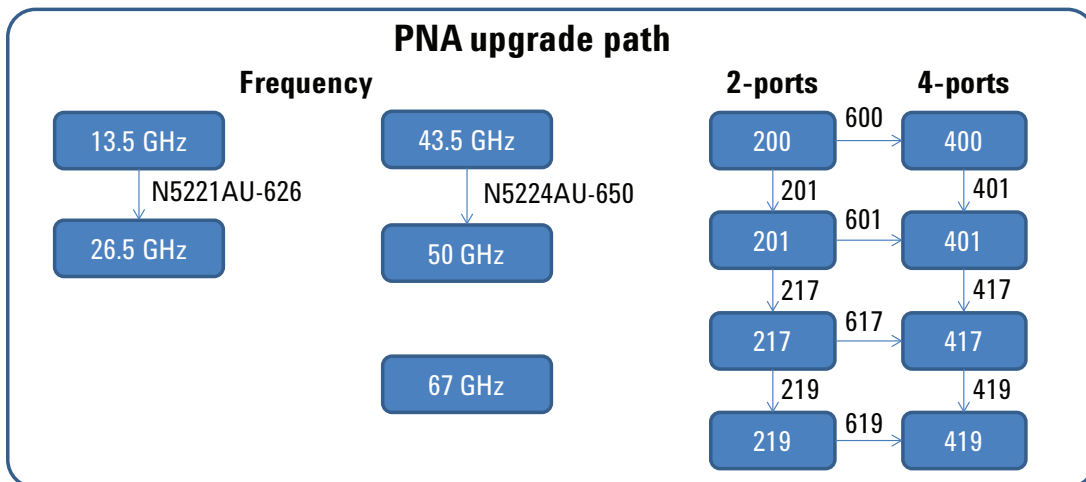 PNA upgrade path
Frequency
2-ports
4-ports
13.5 GHz
43.5 GHz
200
600
400
N5221AU-626
N5224AU-650
201
401
26.5 GHz
50 GHz
201
601
401
217
417
217
617
417
67 GHz
219
419
219
619
419